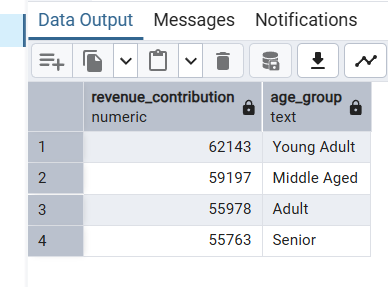 Data Output Messages Notifications
revenue_contribution age_group
numeric text
1 62143 Young Adult
2 59197 Middle Aged
3 55978 Adult
4 55763 Senior